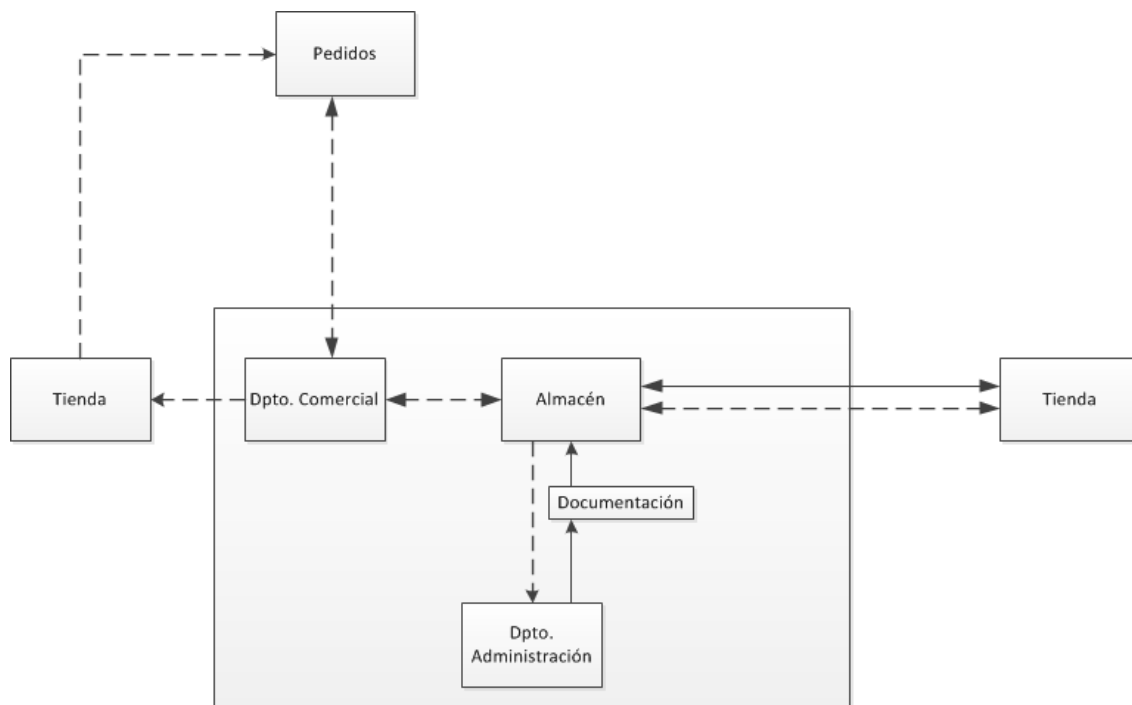 Pedidos
Tienda
Dpto. Comercial
Almacén
Tienda
Documentación
Dpto.
Administración